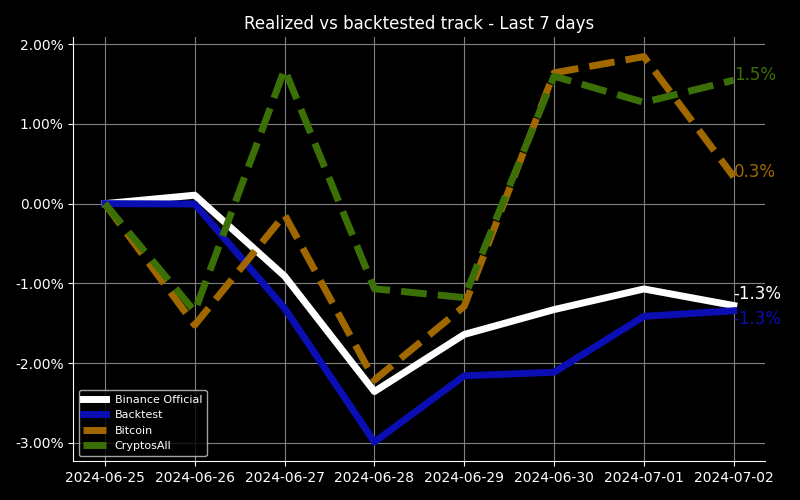 Realized vs backtested track - Last 7 days
2.00%
1.00%
0.00%
-1.00%
-2.00%
-3.00%
1.5%
0.3%
-1.3%
-1.3%
Binance Official
Backtest
Bitcoin
CryptosAll
2024-06-25 2024-06-26 2024-06-27 2024-06-28 2024-06-29 2024-06-30 2024-07-01 2024-07-02